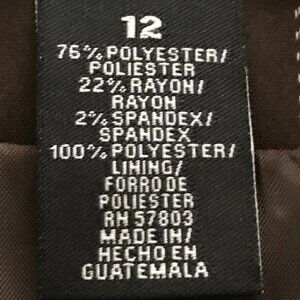 12
76% POLYESTER/
POLIESTER
22% RAYON/
RAYON
2% SPANDEX/
SPANDEX
100% POLYESTER/
LINING/
FORRO DE
POLIESTER
RN 57803
MADE IN/
HECHO EN
GUATEMALA